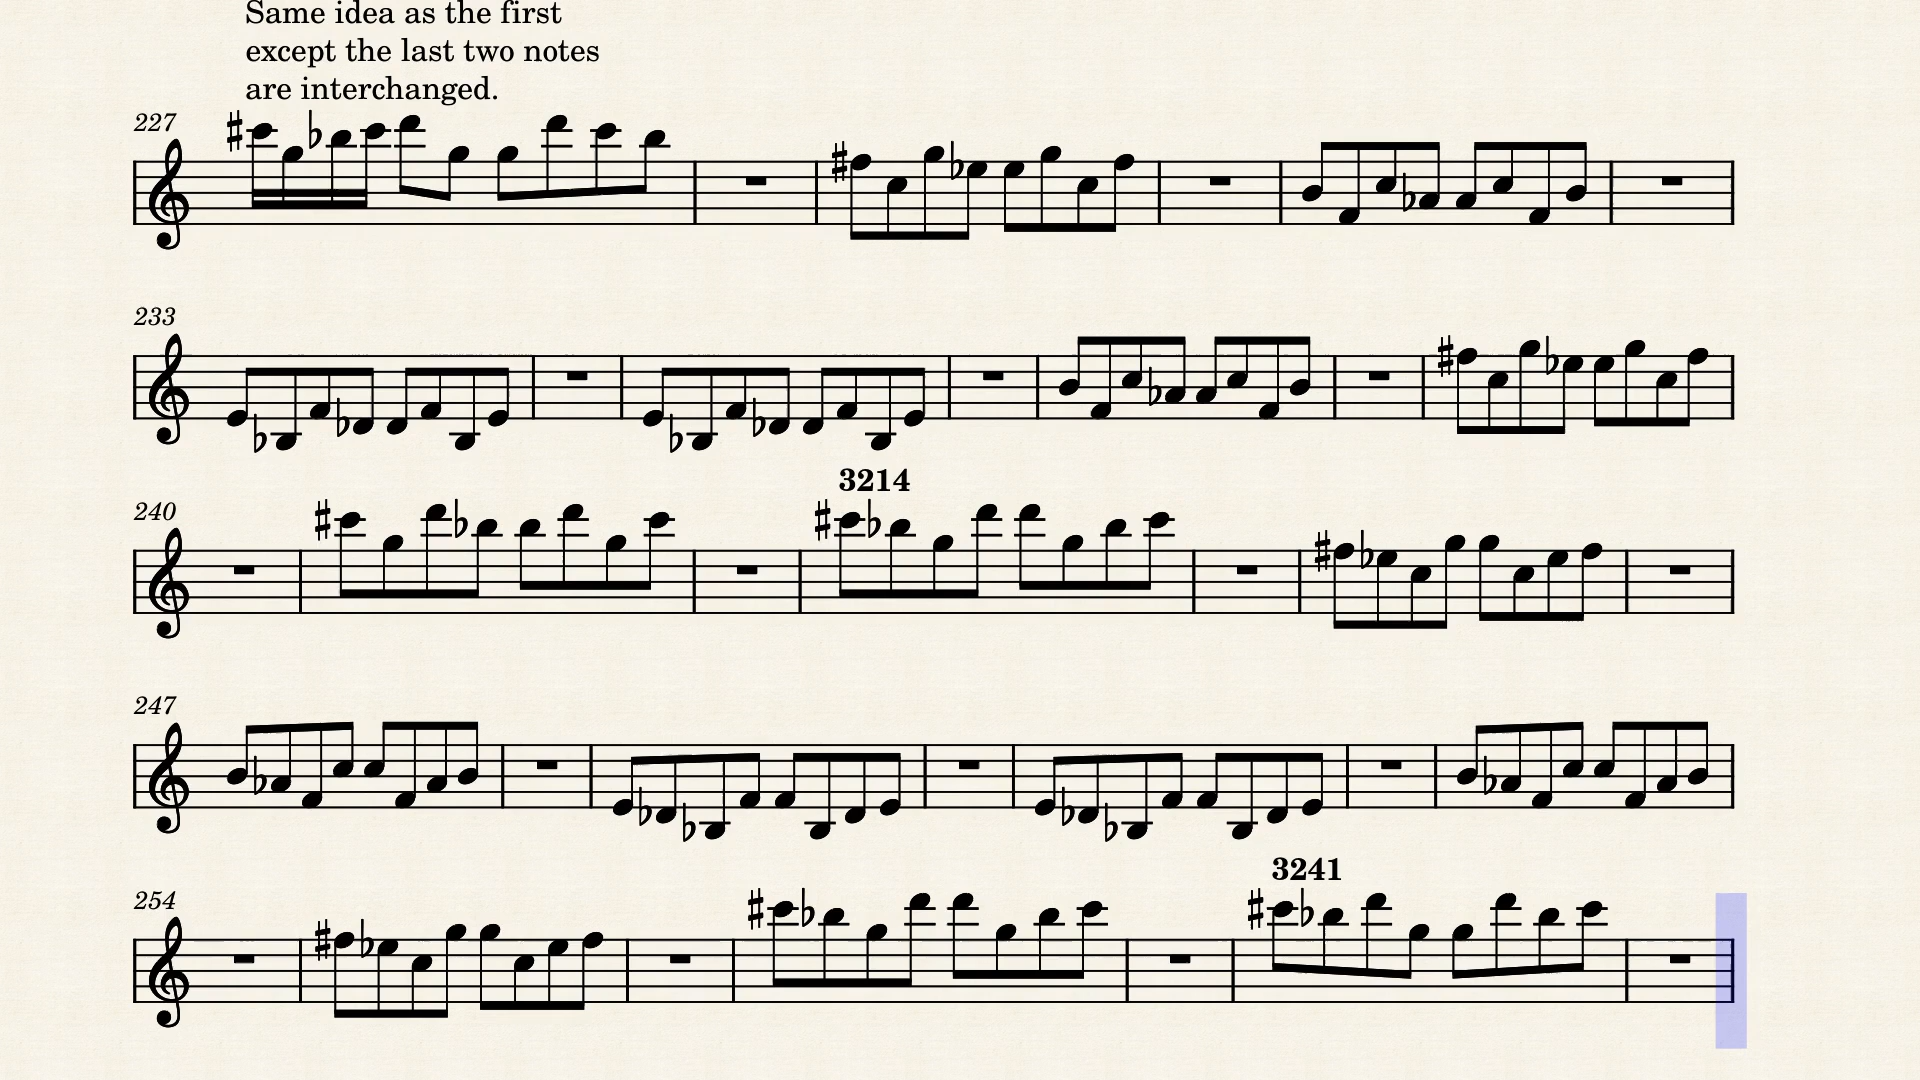 Same idea as the first
except the last two notes
are interchanged.
227
233
3214
240
247
3241
254